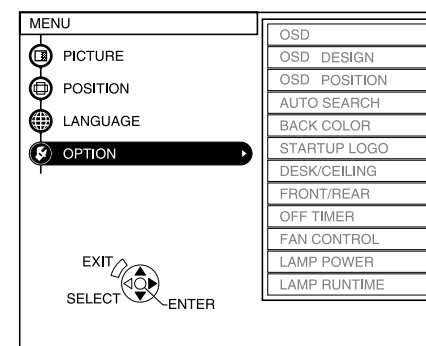 MENU
PICTURE
POSITION
LANGUAGE
OPTION
OSD
OSD DESIGN
OSD POSITION
AUTO SEARCH
BACK COLOR
STARTUP LOGO
DESK/CEILING
FRONT/REAR
OFF TIMER
FAN CONTROL
LAMP POWER
LAMP RUNTIME
EXIT
SELECT
ENTER